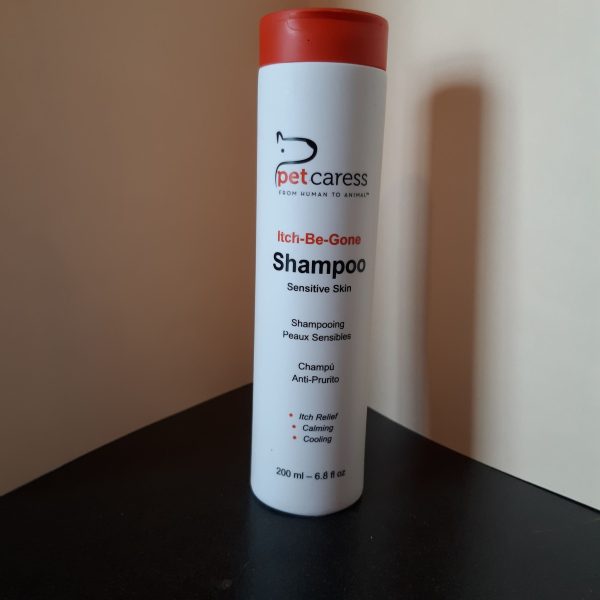 petcaress
FROM HUMAN TO ANIMAL™
Itch-Be-Gone
Shampoo
Sensitive Skin
Shampooing
Peaux Sensibles
Champú
Anti-Prurito
• Itch Relief
• Calming
• Cooling
200 ml – 6.8 fl oz